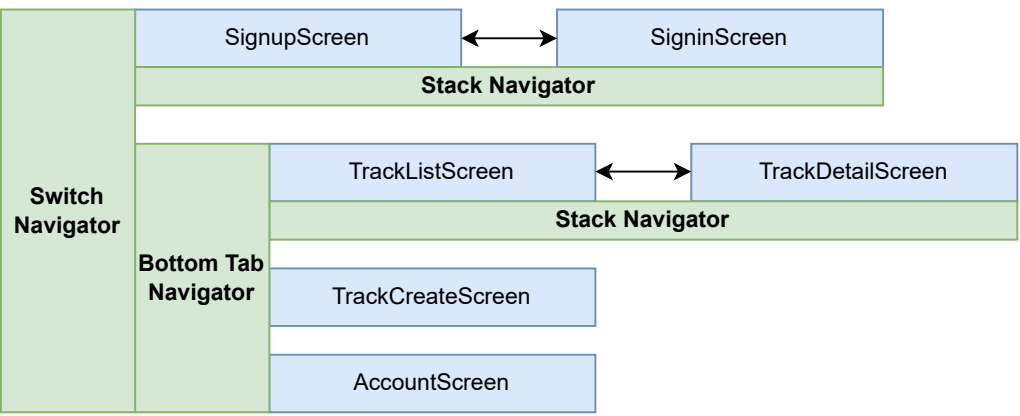 SignupScreen
SigninScreen
Stack Navigator
Switch
Navigator
TrackListScreen
TrackDetailScreen
Stack Navigator
Bottom Tab
Navigator
TrackCreateScreen
AccountScreen